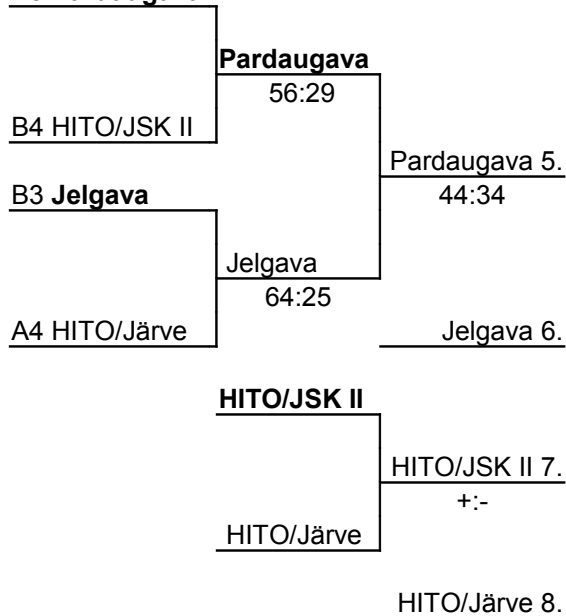 Pardaugava
56:29
B4 HITO/JSK II
Pardaugava 5.
B3 Jelgava
44:34
Jelgava
64:25
A4 HITO/Järve
Jelgava 6.
HITO/JSK II
HITO/JSK II 7.
+:-
HITO/Järve
HITO/Järve 8.